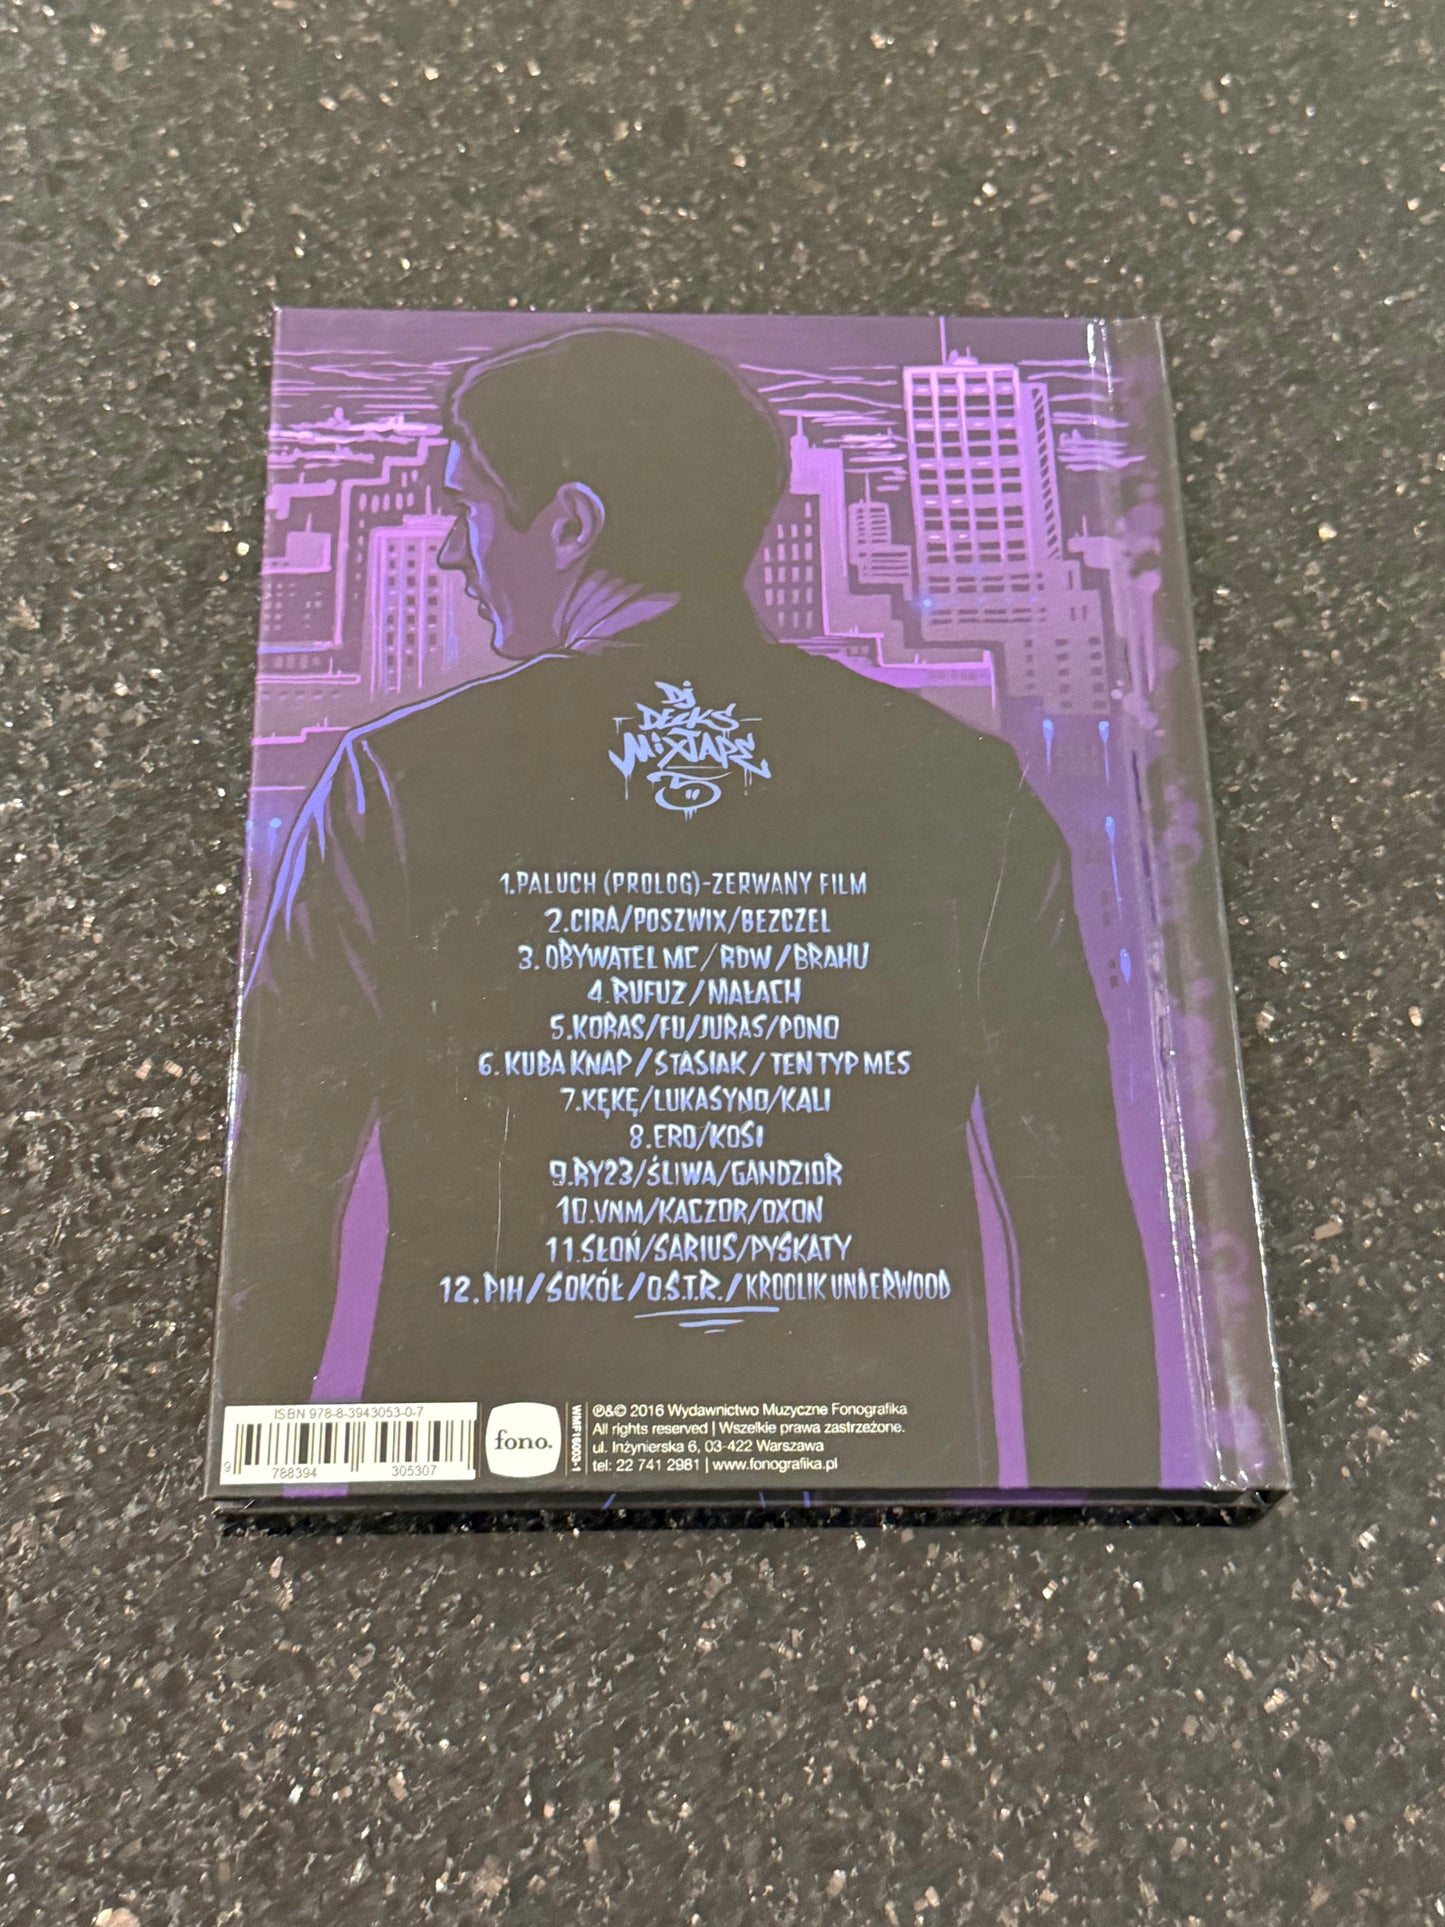 DJ
DECKS
MIXTAPE
5
1.PALUCH (PROLOG)-ZERWANY FILM
2.CIRA/POSZWIX/BEZCZEL
3. OBYWATEL MC / BOW / BRAHU
4.RUFUZ / MAŁACH
5.KORAS/FU/JURAS/PONO
6. KUBA KNAP / STASIAK / TEN TYP MES
7.KĘKĘ/LUKASYNO/KALI
8.ERO/KOSI
9.RY23/ŚLIWA/GANDZIOR
10.VNM/KACZOR/OXON
11.SŁOŃ/SARIUS/PYSKATY
12.PIH/SOKÓŁ/O.S.T.R./KROOLIK UNDERWOOD
ISBN 978-8-3943053-0-7
9 788394 305307
fono.
WMF16003-1
℗&© 2016 Wydawnictwo Muzyczne Fonografika
All rights reserved | Wszelkie prawa zastrzeżone.
ul. Inżynierska 6, 03-422 Warszawa
tel: 22 741 2981 | www.fonografika.pl